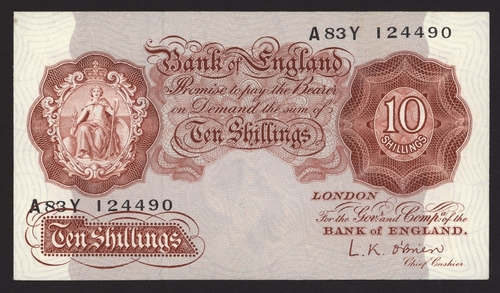 A83Y 124490
Bank of England
Promise to pay the Bearer
on Demand the sum of
Ten Shillings
10
SHILLINGS
A83Y 124490
Ten Shillings
LONDON
For the Govr. and Compa. of the
BANK OF ENGLAND.
L. K. O'Brien
Chief Cashier